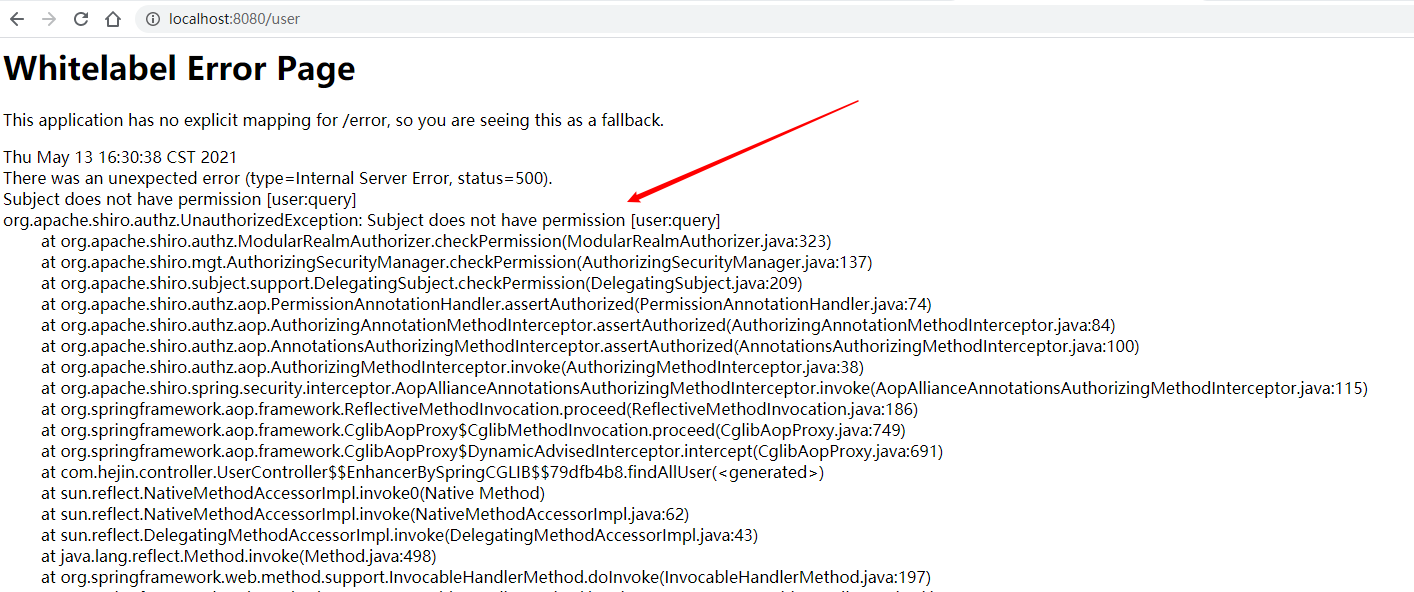 localhost:8080/user
Whitelabel Error Page
This application has no explicit mapping for /error, so you are seeing this as a fallback.
Thu May 13 16:30:38 CST 2021
There was an unexpected error (type=Internal Server Error, status=500).
Subject does not have permission [user:query]
org.apache.shiro.authz.UnauthorizedException: Subject does not have permission [user:query]
at org.apache.shiro.authz.ModularRealmAuthorizer.checkPermission(ModularRealmAuthorizer.java:323)
at org.apache.shiro.mgt.AuthorizingSecurityManager.checkPermission(AuthorizingSecurityManager.java:137)
at org.apache.shiro.subject.support.DelegatingSubject.checkPermission(DelegatingSubject.java:209)
at org.apache.shiro.authz.aop.PermissionAnnotationHandler.assertAuthorized(PermissionAnnotationHandler.java:74)
at org.apache.shiro.authz.aop.AuthorizingAnnotationMethodInterceptor.assertAuthorized(AuthorizingAnnotationMethodInterceptor.java:84)
at org.apache.shiro.authz.aop.AnnotationsAuthorizingMethodInterceptor.assertAuthorized(AnnotationsAuthorizingMethodInterceptor.java:100)
at org.apache.shiro.authz.aop.AuthorizingMethodInterceptor.invoke(AuthorizingMethodInterceptor.java:38)
at org.apache.shiro.spring.security.interceptor.AopAllianceAnnotationsAuthorizingMethodInterceptor.invoke(AopAllianceAnnotationsAuthorizingMethodInterceptor.java:115)
at org.springframework.aop.framework.ReflectiveMethodInvocation.proceed(ReflectiveMethodInvocation.java:186)
at org.springframework.aop.framework.CglibAopProxy$CglibMethodInvocation.proceed(CglibAopProxy.java:749)
at org.springframework.aop.framework.CglibAopProxy$DynamicAdvisedInterceptor.intercept(CglibAopProxy.java:691)
at com.hejin.controller.UserController$$EnhancerBySpringCGLIB$$79dfb4b8.findAllUser(<generated>)
at sun.reflect.NativeMethodAccessorImpl.invoke0(Native Method)
at sun.reflect.NativeMethodAccessorImpl.invoke(NativeMethodAccessorImpl.java:62)
at sun.reflect.DelegatingMethodAccessorImpl.invoke(DelegatingMethodAccessorImpl.java:43)
at java.lang.reflect.Method.invoke(Method.java:498)
at org.springframework.web.method.support.InvocableHandlerMethod.doInvoke(InvocableHandlerMethod.java:197)